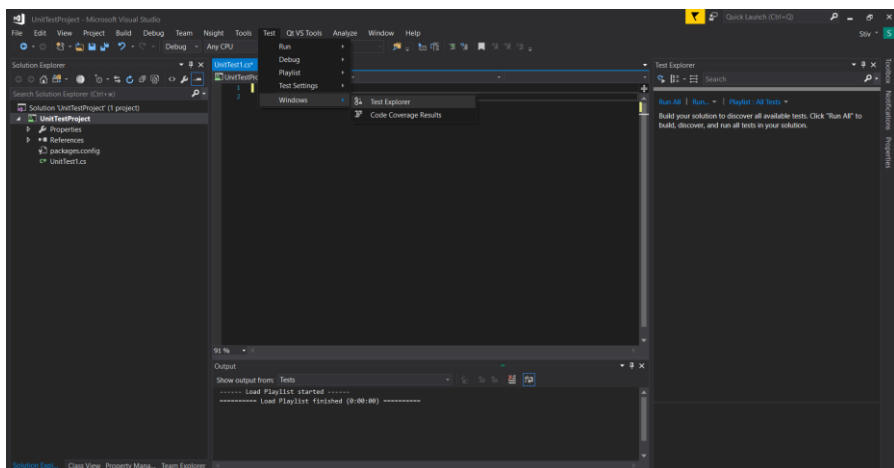 UnitTestProject - Microsoft Visual Studio
Quick Launch (Ctrl+Q)
File Edit View Project Build Debug Team Nsight Tools Test Qt VS Tools Analyze Window Help
Stiv
S
Debug
Any CPU
Solution Explorer
Search Solution Explorer (Ctrl+ж)
Solution 'UnitTestProject' (1 project)
UnitTestProject
Properties
References
packages.config
UnitTest1.cs
UnitTest1.cs*
UnitTestPro
1
2
Run
Debug
Playlist
Test Settings
Windows
Test Explorer
Code Coverage Results
91 %
Output
Show output from: Tests
------ Load Playlist started ------
========== Load Playlist finished (0:00:00) ==========
Test Explorer
Search
Run All | Run... | Playlist : All Tests
Build your solution to discover all available tests. Click "Run All" to
build, discover, and run all tests in your solution.
Toolbox
Notifications
Properties
Solution Expl... Class View Property Mana... Team Explorer